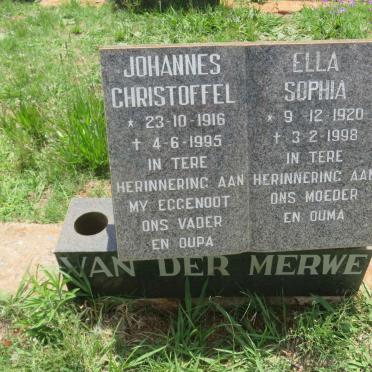 JOHANNES
CHRISTOFFEL
* 23-10-1916
† 4-6-1995
IN TERE
HERINNERING AAN
MY EGGENOOT
ONS VADER
EN OUPA
ELLA
SOPHIA
* 9-12-1920
† 3-2-1998
IN TERE
HERINNERING AAN
ONS MOEDER
EN OUMA
VAN DER MERWE